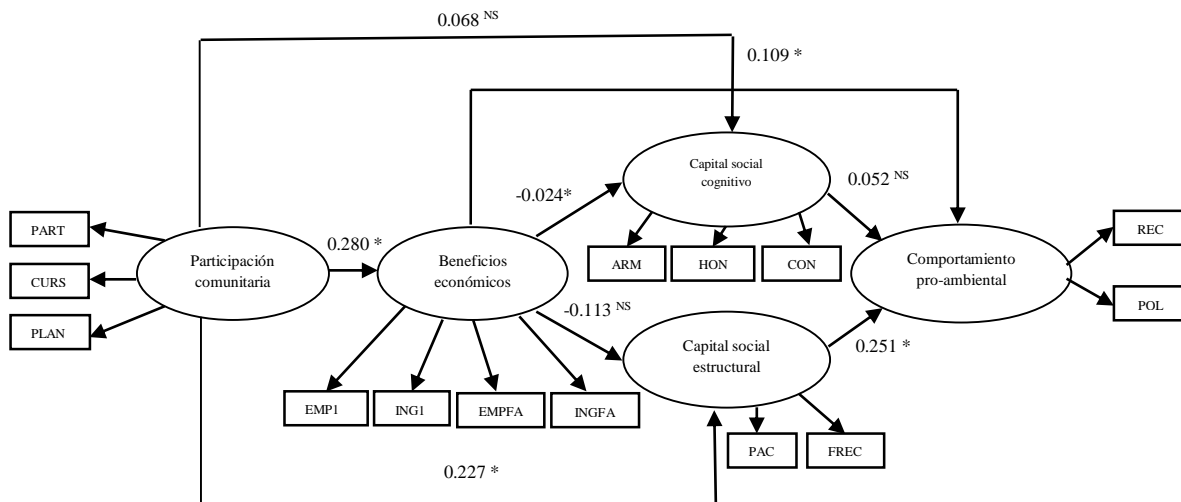 0.068 NS
0.109 *
Capital social
cognitivo
0.052 NS
-0.024*
PART
REC
0.280 *
Participación
comunitaria
Beneficios
económicos
ARM
HON
CON
Comportamiento
pro-ambiental
CURS
POL
-0.113 NS
PLAN
Capital social
estructural
0.251 *
EMP1
ING1
EMPFA
INGFA
PAC
FREC
0.227 *